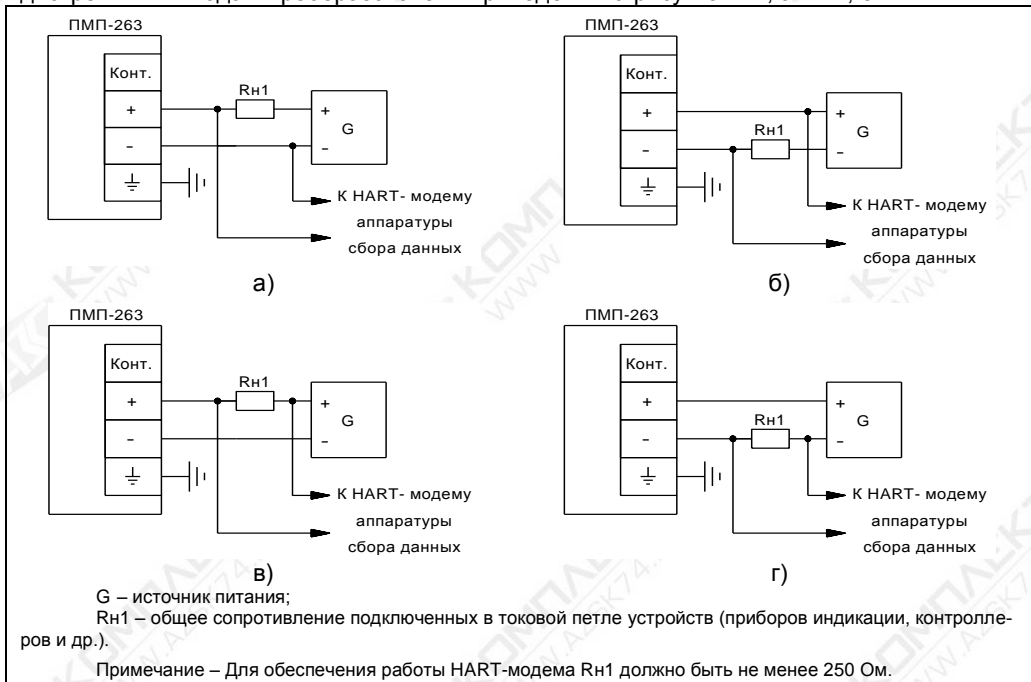 ПМП-263
Конт.
+
-
Rн1
+
-
G
К HART- модему
аппаратуры
сбора данных
а)
ПМП-263
Конт.
+
-
Rн1
+
-
G
К HART- модему
аппаратуры
сбора данных
б)
ПМП-263
Конт.
+
-
Rн1
+
-
G
К HART- модему
аппаратуры
сбора данных
в)
ПМП-263
Конт.
+
-
Rн1
+
-
G
К HART- модему
аппаратуры
сбора данных
г)
G – источник питания;
Rн1 – общее сопротивление подключенных в токовой петле устройств (приборов индикации, контролле-
ров и др.).
Примечание – Для обеспечения работы HART-модема Rн1 должно быть не менее 250 Ом.